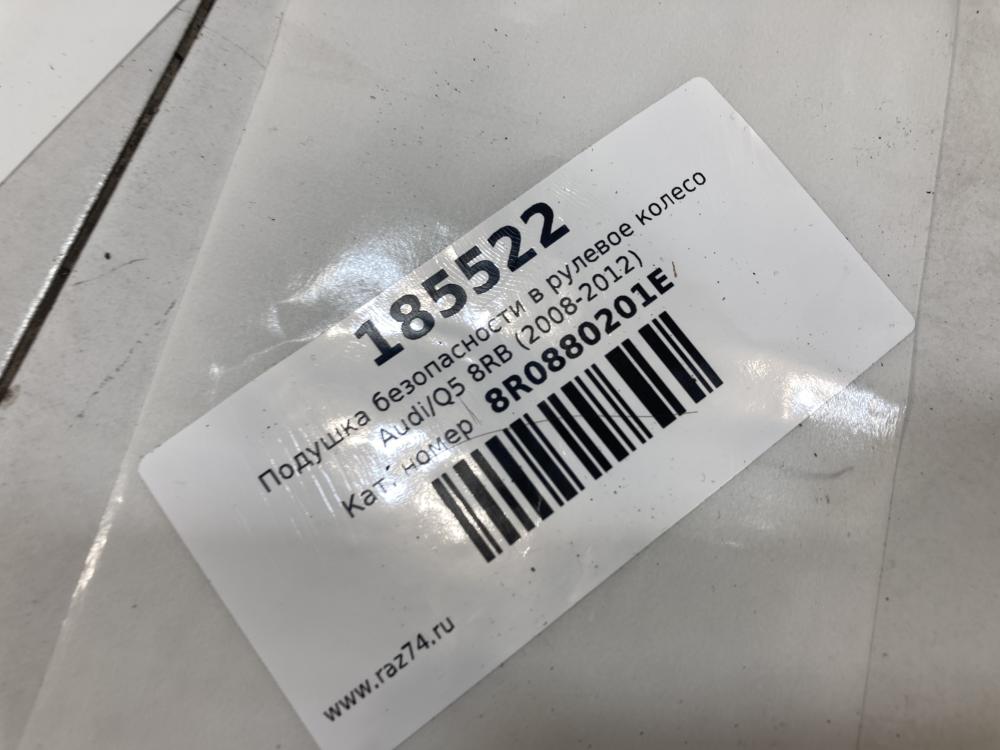 185522
Подушка безопасности в рулевое колесо
Audi/Q5 8RB (2008-2012)
Кат. номер 8R0880201E
www.raz74.ru